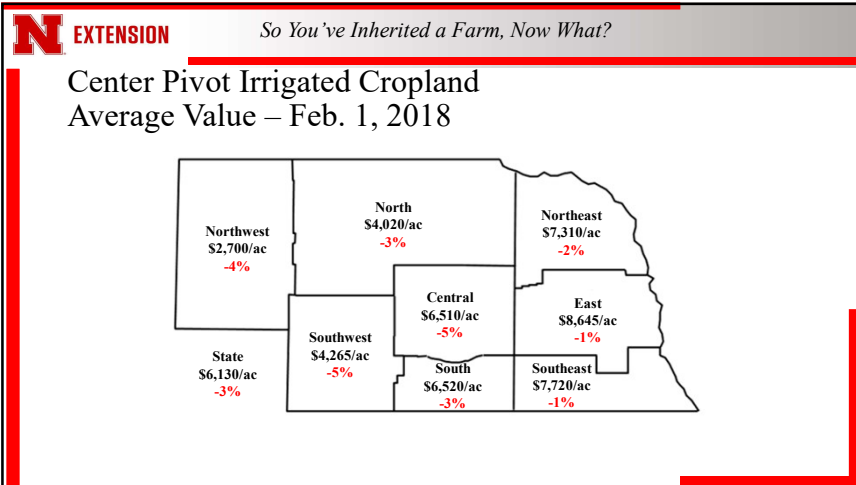 N EXTENSION
So You've Inherited a Farm, Now What?
Center Pivot Irrigated Cropland
Average Value – Feb. 1, 2018
Northwest
$2,700/ac
-4%
North
$4,020/ac
-3%
Northeast
$7,310/ac
-2%
Central
$6,510/ac
-5%
East
$8,645/ac
-1%
State
$6,130/ac
-3%
Southwest
$4,265/ac
-5%
South
$6,520/ac
-3%
Southeast
$7,720/ac
-1%